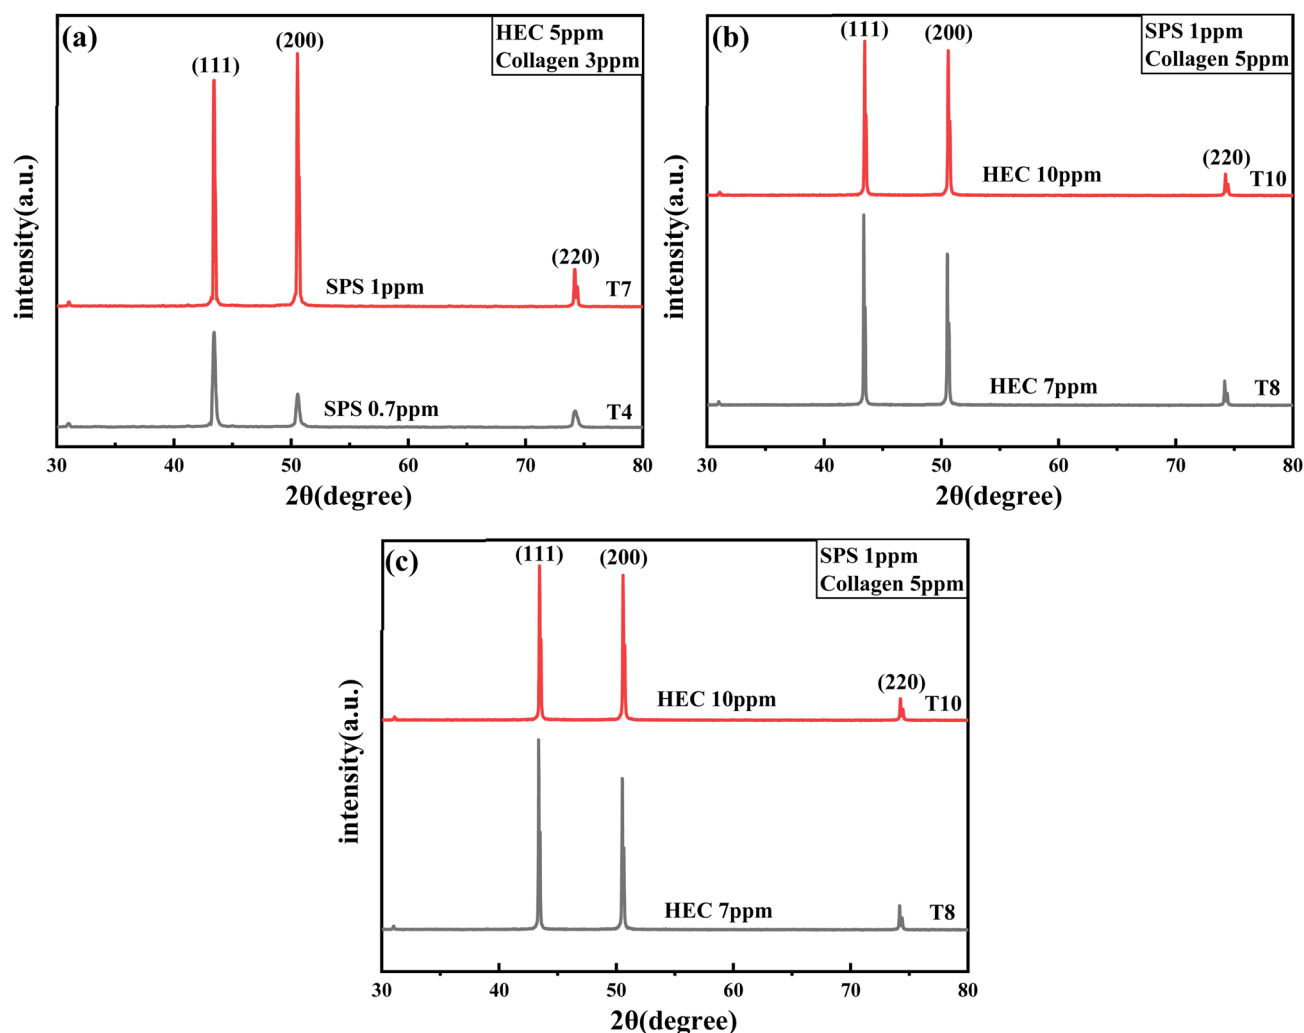 (a)
HEC 5ppm
Collagen 3ppm
(111)
(200)
(220)
SPS 1ppm
T7
SPS 0.7ppm
T4
intensity(a.u.)
30 40 50 60 70 80
2θ(degree)
(b)
SPS 1ppm
Collagen 5ppm
(111)
(200)
(220)
HEC 10ppm
T10
HEC 7ppm
T8
intensity(a.u.)
30 40 50 60 70 80
2θ(degree)
(c)
SPS 1ppm
Collagen 5ppm
(111)
(200)
(220)
HEC 10ppm
T10
HEC 7ppm
T8
intensity(a.u.)
30 40 50 60 70 80
2θ(degree)